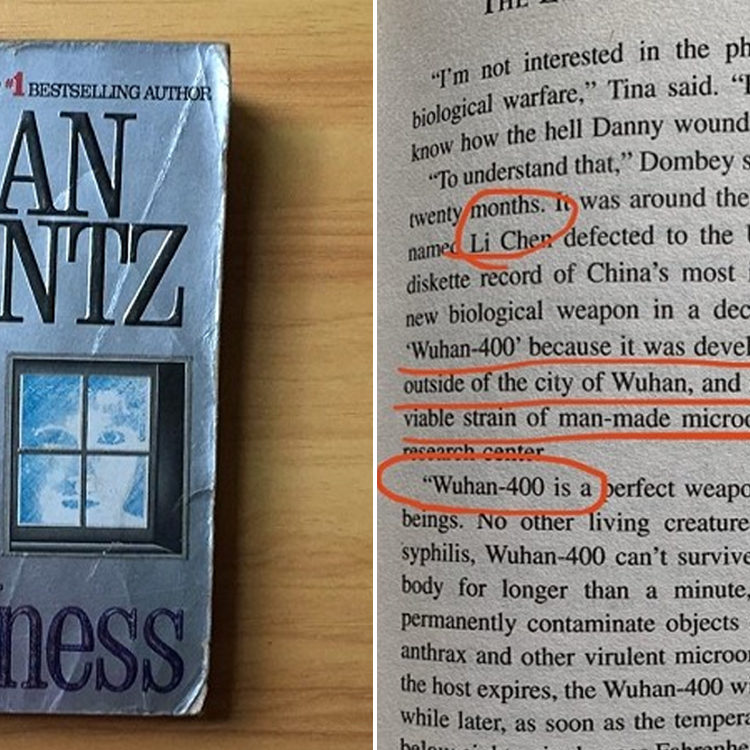 #1 BESTSELLING AUTHOR
AN
NTZ
ness
THE
"I'm not interested in the ph
biological warfare," Tina said. "I
know how the hell Danny wound
"To understand that," Dombey s
twenty months. It was around the
named Li Chen defected to the
diskette record of China's most
new biological weapon in a dec
'Wuhan-400' because it was devel
outside of the city of Wuhan, and
viable strain of man-made microo
research center.
"Wuhan-400 is a perfect weapo
beings. No other living creature
syphilis, Wuhan-400 can't survive
body for longer than a minute,
permanently contaminate objects
anthrax and other virulent microor
the host expires, the Wuhan-400 wi
while later, as soon as the tempera